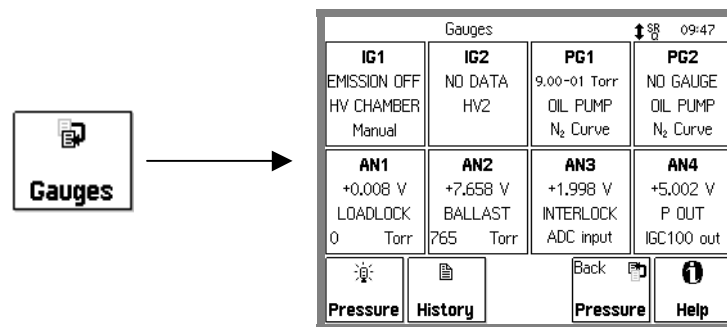 Gauges
Gauges SR Q 09:47
IG1 IG2 PG1 PG2
EMISSION OFF NO DATA 9.00-01 Torr NO GAUGE
HV CHAMBER HV2 OIL PUMP OIL PUMP
Manual N₂ Curve N₂ Curve
AN1 AN2 AN3 AN4
+0.008 V +7.658 V +1.998 V +5.002 V
LOADLOCK BALLAST INTERLOCK P OUT
0 Torr 765 Torr ADC input IGC100 out
Back
Pressure History Pressure Help